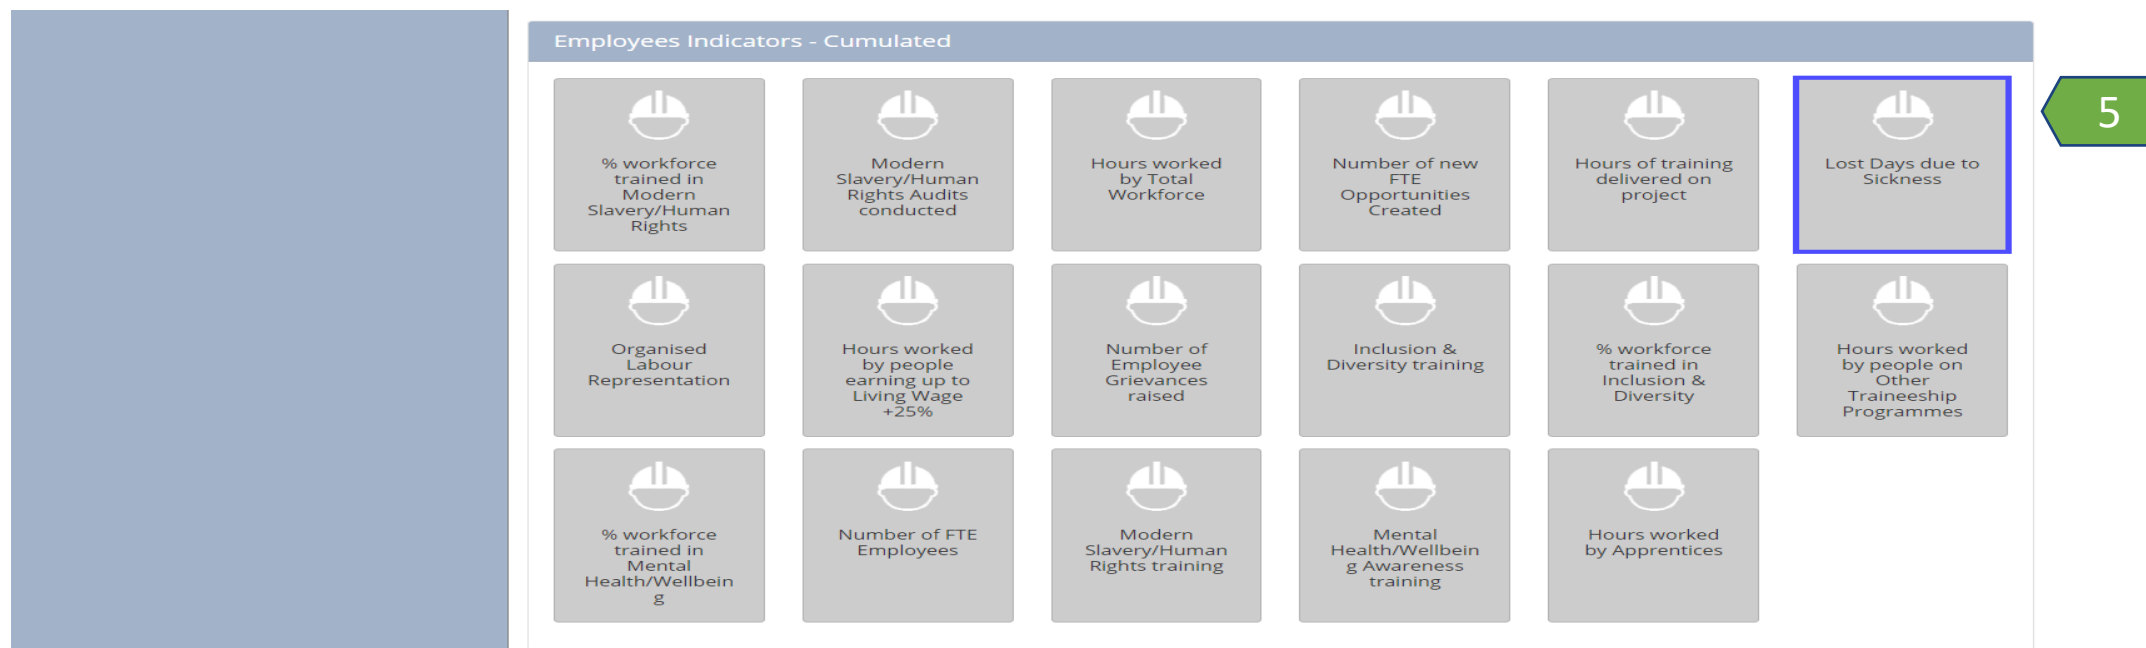 Employees Indicators - Cumulated
5
% workforce
trained in
Modern
Slavery/Human
Rights
Modern
Slavery/Human
Rights Audits
conducted
Hours worked
by Total
Workforce
Number of new
FTE
Opportunities
Created
Hours of training
delivered on
project
Lost Days due to
Sickness
Organised
Labour
Representation
Hours worked
by people
earning up to
Living Wage
+25%
Number of
Employee
Grievances
raised
Inclusion &
Diversity training
% workforce
trained in
Inclusion &
Diversity
Hours worked
by people on
Other
Traineeship
Programmes
% workforce
trained in
Mental
Health/Wellbein
g
Number of FTE
Employees
Modern
Slavery/Human
Rights training
Mental
Health/Wellbein
g Awareness
training
Hours worked
by Apprentices